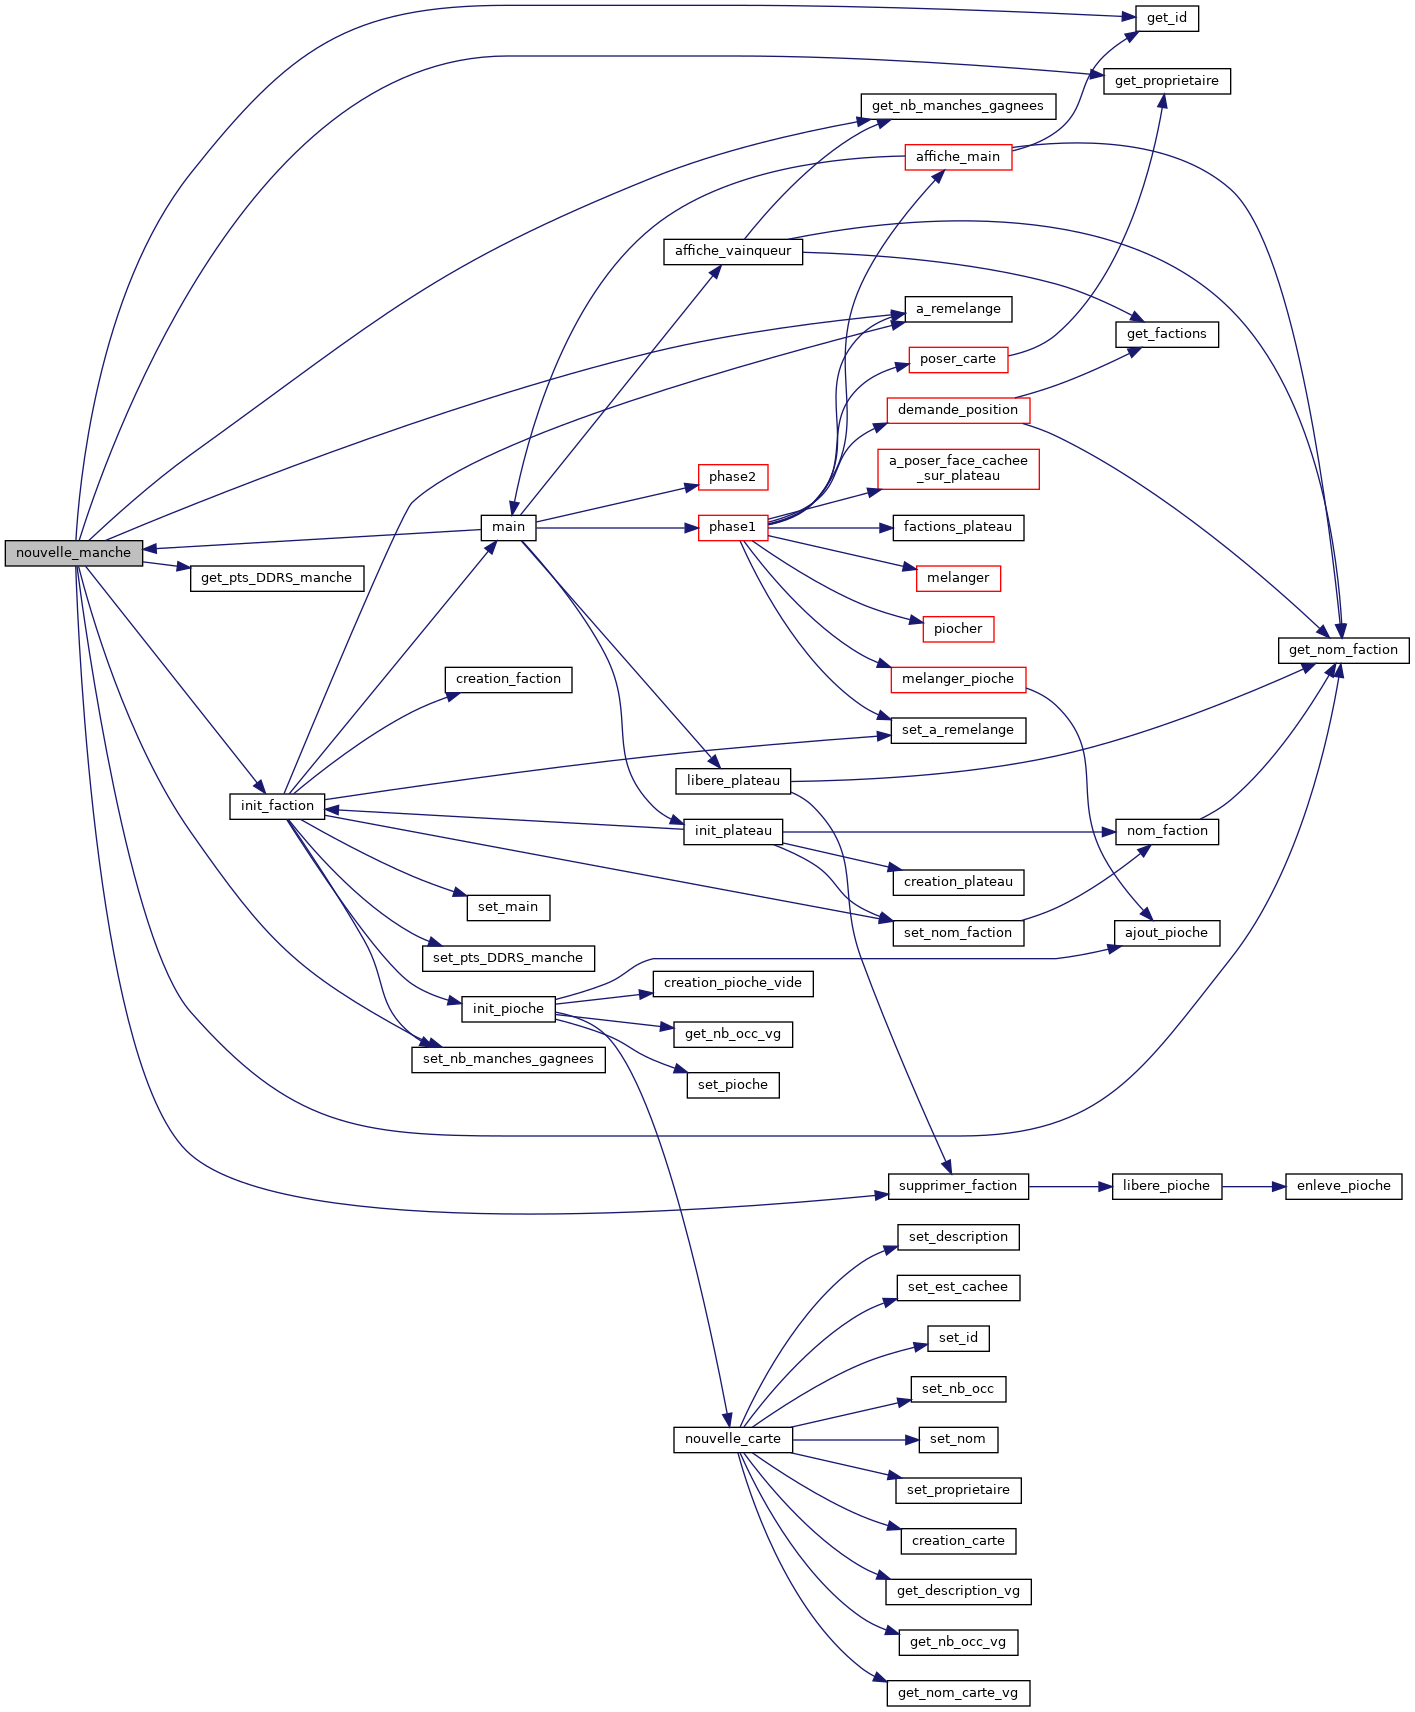 get_id
get_proprietaire
get_nb_manches_gagnees
affiche_main
affiche_vainqueur
a_remelange
get_factions
poser_carte
demande_position
a_poser_face_cachee
_sur_plateau
phase2
main
phase1
factions_plateau
nouvelle_manche
get_pts_DDRS_manche
melanger
piocher
get_nom_faction
creation_faction
melanger_pioche
set_a_remelange
libere_plateau
init_faction
init_plateau
nom_faction
creation_plateau
set_main
set_nom_faction
ajout_pioche
set_pts_DDRS_manche
creation_pioche_vide
init_pioche
get_nb_occ_vg
set_nb_manches_gagnees
set_pioche
supprimer_faction
libere_pioche
enleve_pioche
set_description
set_est_cachee
set_id
set_nb_occ
nouvelle_carte
set_nom
set_proprietaire
creation_carte
get_description_vg
get_nb_occ_vg
get_nom_carte_vg